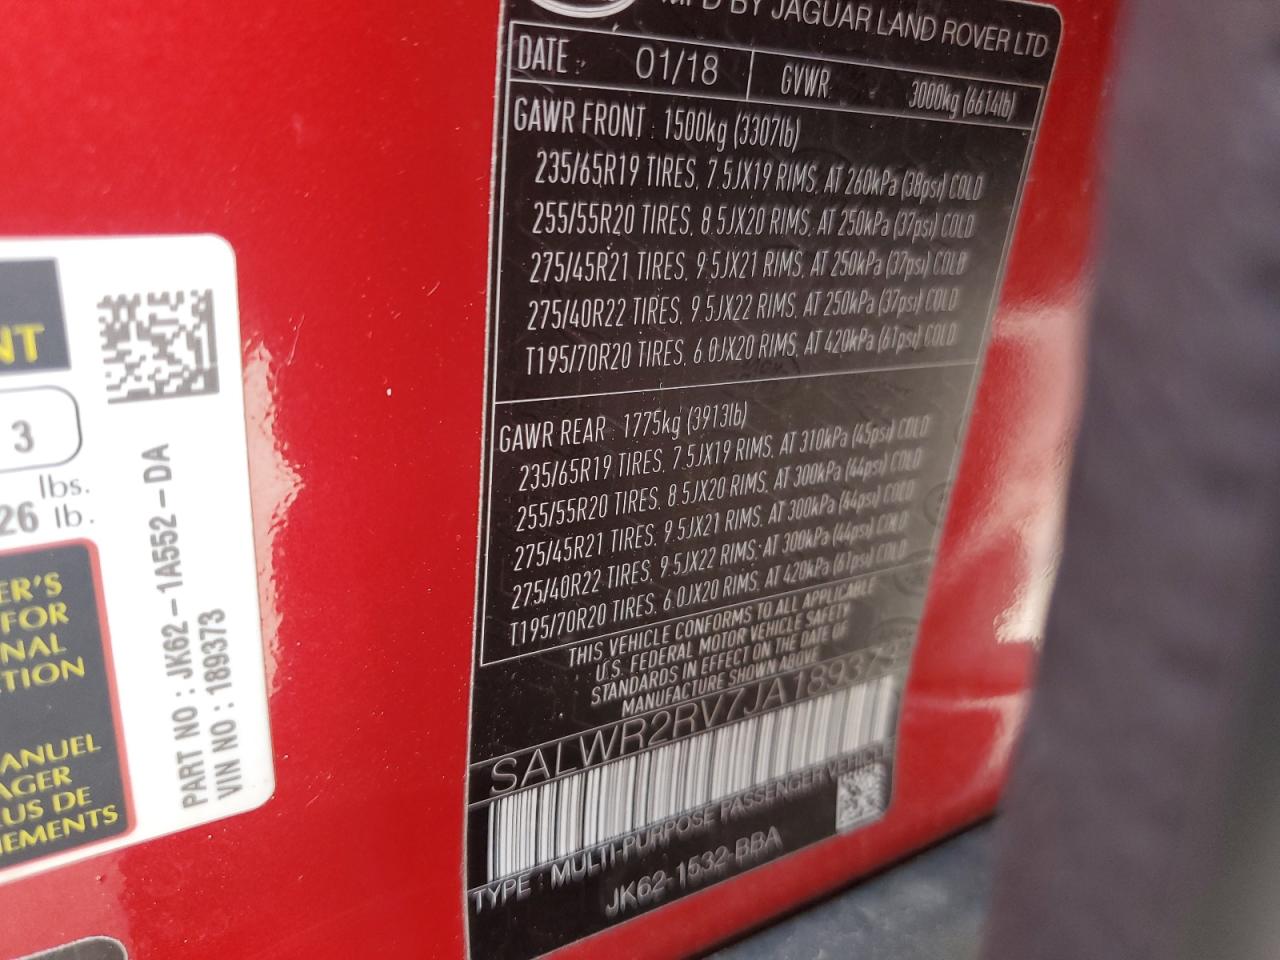 MFD BY JAGUAR LAND ROVER LTD
DATE : 01/18 GVWR 3000kg (6614lb)
GAWR FRONT : 1500kg (3307lb)
235/65R19 TIRES, 7.5JX19 RIMS, AT 260kPa (38psi) COLD
255/55R20 TIRES, 8.5JX20 RIMS, AT 250kPa (37psi) COLD
275/45R21 TIRES, 9.5JX21 RIMS, AT 250kPa (37psi) COLD
275/40R22 TIRES, 9.5JX22 RIMS, AT 250kPa (37psi) COLD
T195/70R20 TIRES, 6.0JX20 RIMS, AT 420kPa (61psi) COLD
GAWR REAR : 1775kg (3913lb)
235/65R19 TIRES, 7.5JX19 RIMS, AT 310kPa (45psi) COLD
255/55R20 TIRES, 8.5JX20 RIMS, AT 300kPa (44psi) COLD
275/45R21 TIRES, 9.5JX21 RIMS, AT 300kPa (44psi) COLD
275/40R22 TIRES, 9.5JX22 RIMS, AT 300kPa (44psi) COLD
T195/70R20 TIRES, 6.0JX20 RIMS, AT 420kPa (61psi) COLD
THIS VEHICLE CONFORMS TO ALL APPLICABLE
U.S. FEDERAL MOTOR VEHICLE SAFETY
STANDARDS IN EFFECT ON THE DATE OF
MANUFACTURE SHOWN ABOVE
SALWR2RV7JA189373
TYPE : MULTI-PURPOSE PASSENGER VEHICLE
JK62-1532-BBA
NT
3
lbs.
26 lb.
ER'S
FOR
NAL
TION
ANUEL
AGER
LUS DE
EMENTS
PART NO : JK62-1A552-DA
VIN NO : 189373